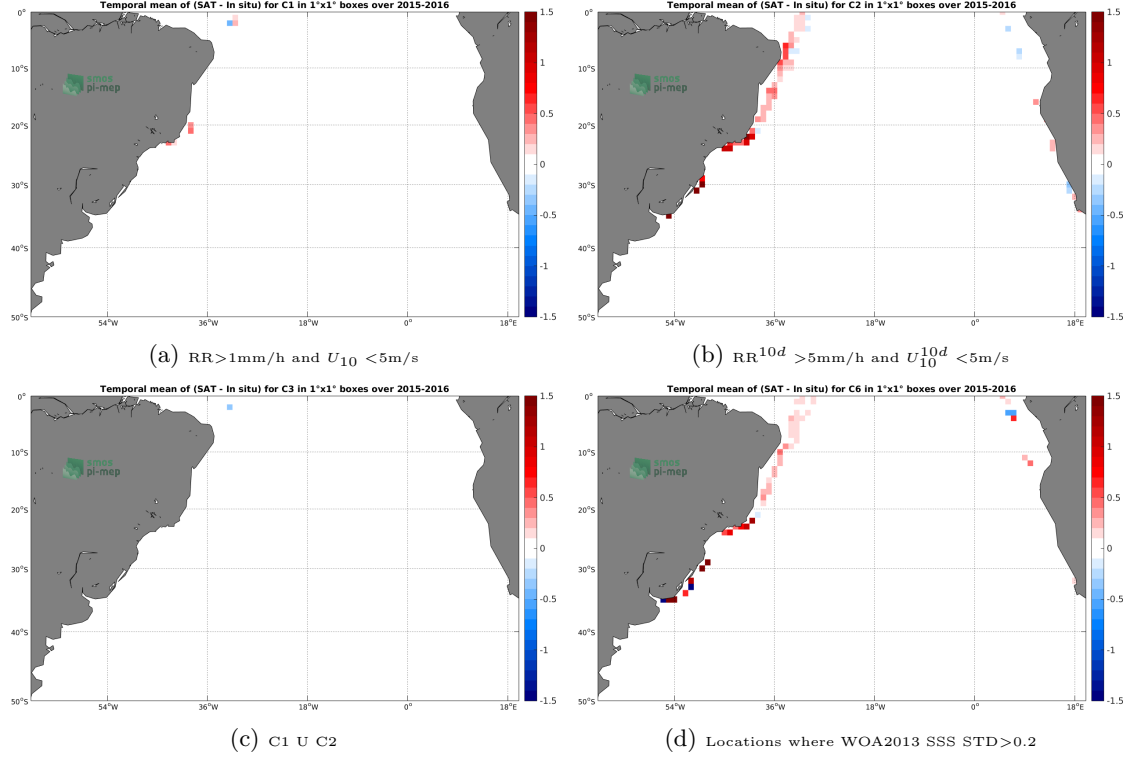 Temporal mean of (SAT - In situ) for C1 in 1°x1° boxes over 2015-2016
0°
10°S
20°S
30°S
40°S
50°S
54°W
36°W
18°W
0°
18°E
1.5
1
0.5
0
-0.5
-1
-1.5
smos
pi-mep
(a) RR>1mm/h and U10 <5m/s
Temporal mean of (SAT - In situ) for C2 in 1°x1° boxes over 2015-2016
0°
10°S
20°S
30°S
40°S
50°S
54°W
36°W
18°W
0°
18°E
1.5
1
0.5
0
-0.5
-1
-1.5
smos
pi-mep
(b) RR^10d >5mm/h and U10^10d <5m/s
Temporal mean of (SAT - In situ) for C3 in 1°x1° boxes over 2015-2016
0°
10°S
20°S
30°S
40°S
50°S
54°W
36°W
18°W
0°
18°E
1.5
1
0.5
0
-0.5
-1
-1.5
smos
pi-mep
(c) C1 U C2
Temporal mean of (SAT - In situ) for C6 in 1°x1° boxes over 2015-2016
0°
10°S
20°S
30°S
40°S
50°S
54°W
36°W
18°W
0°
18°E
1.5
1
0.5
0
-0.5
-1
-1.5
smos
pi-mep
(d) Locations where WOA2013 SSS STD>0.2